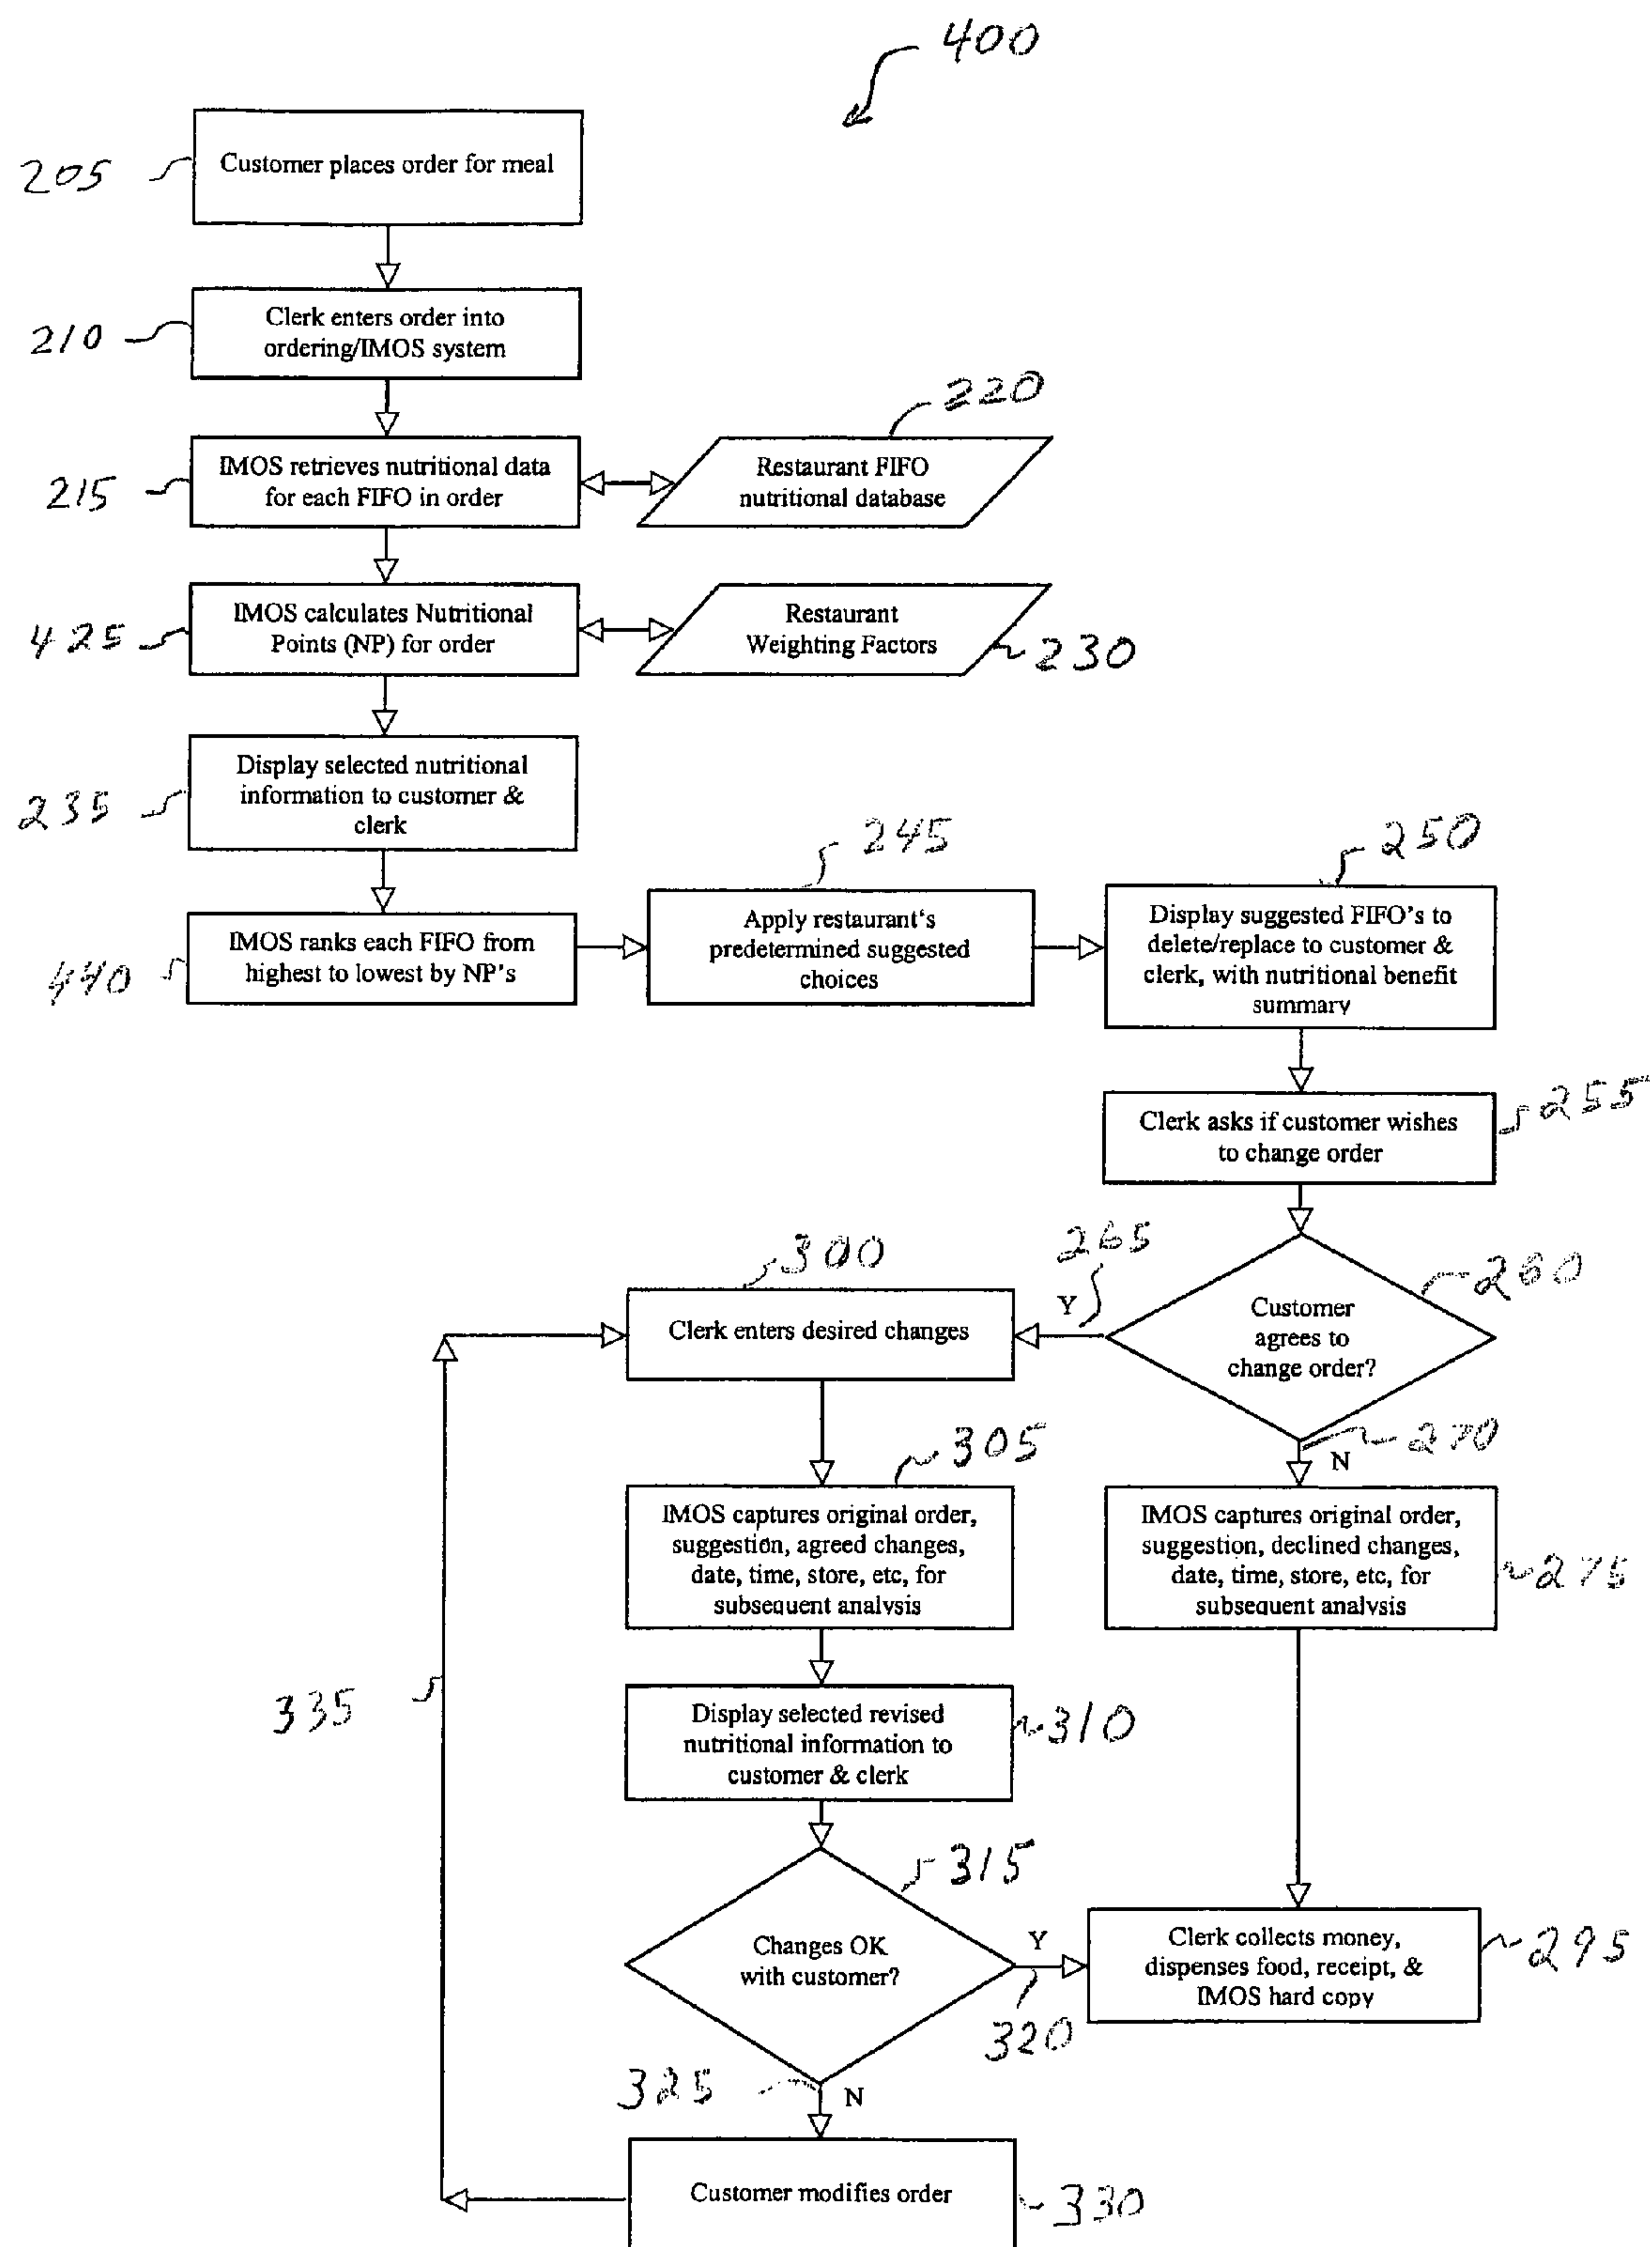 400
205
Customer places order for meal
210
Clerk enters order into
ordering/IMOS system
220
215
IMOS retrieves nutritional data
for each FIFO in order
Restaurant FIFO
nutritional database
425
IMOS calculates Nutritional
Points (NP) for order
Restaurant
Weighting Factors
230
235
Display selected nutritional
information to customer &
clerk
245
250
440
IMOS ranks each FIFO from
highest to lowest by NP's
Apply restaurant's
predetermined suggested
choices
Display suggested FIFO's to
delete/replace to customer &
clerk, with nutritional benefit
summary
Clerk asks if customer wishes
to change order
255
300
265
Y
260
Clerk enters desired changes
Customer
agrees to
change order?
270
N
305
IMOS captures original order,
suggestion, agreed changes,
date, time, store, etc, for
subsequent analysis
IMOS captures original order,
suggestion, declined changes,
date, time, store, etc, for
subsequent analysis
275
335
Display selected revised
nutritional information to
customer & clerk
310
315
Changes OK
with customer?
Y
320
Clerk collects money,
dispenses food, receipt, &
IMOS hard copy
295
325
N
Customer modifies order
330